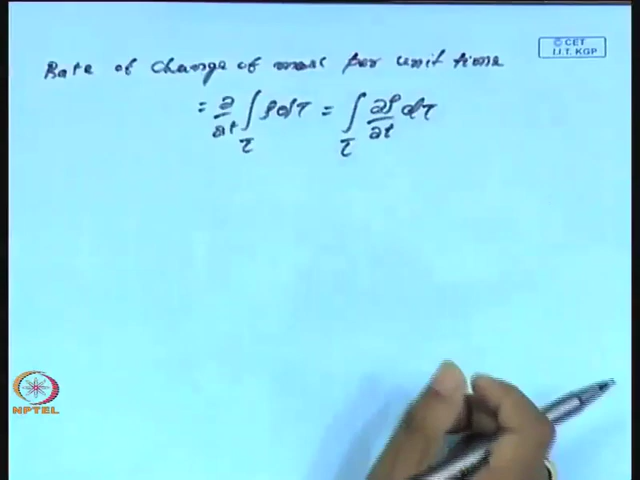 Rate of change of mass per unit time
© CET
I.I.T. KGP
= ∂/∂t ∫_τ ρ dτ = ∫_τ ∂ρ/∂t dτ
NPTEL